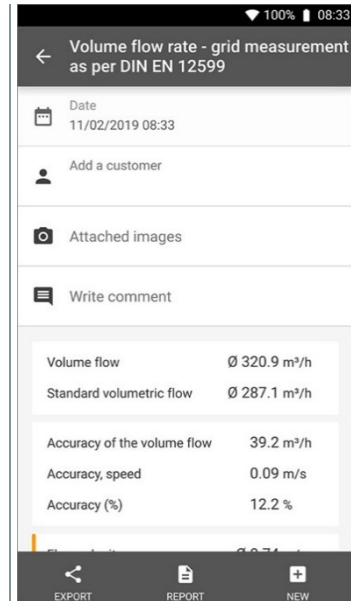 100% 08:33
Volume flow rate - grid measurement
as per DIN EN 12599
Date
11/02/2019 08:33
Add a customer
Attached images
Write comment
Volume flow Ø 320.9 m³/h
Standard volumetric flow Ø 287.1 m³/h
Accuracy of the volume flow 39.2 m³/h
Accuracy, speed 0.09 m/s
Accuracy (%) 12.2 %
EXPORT REPORT NEW